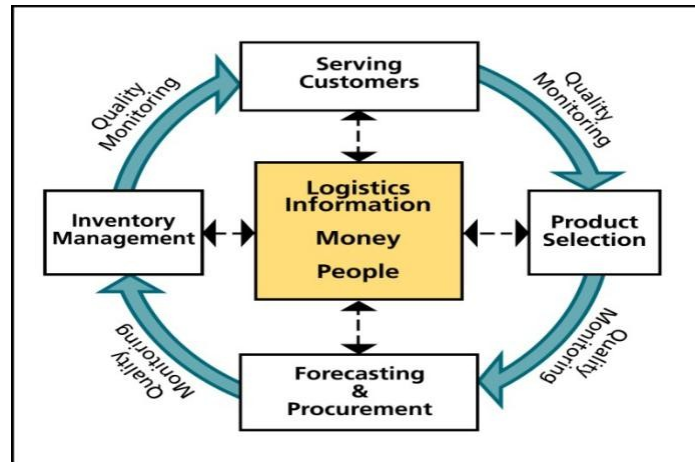 Serving
Customers
Quality
Monitoring
Quality
Monitoring
Logistics
Information
Money
People
Inventory
Management
Product
Selection
Quality
Monitoring
Quality
Monitoring
Forecasting
&
Procurement